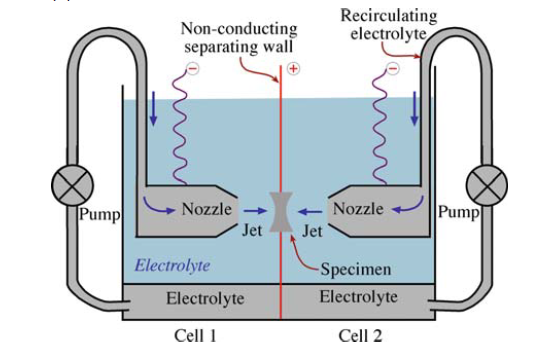 Non-conducting
separating wall
Recirculating
electrolyte
−
+
−
Pump
Nozzle
Jet
Jet
Nozzle
Pump
Electrolyte
Specimen
Electrolyte
Electrolyte
Cell 1
Cell 2